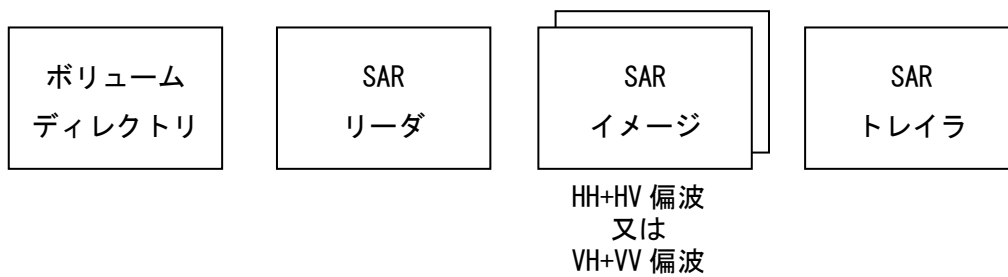 ボリューム
ディレクトリ
SAR
リーダ
SAR
イメージ
SAR
トレイラ
HH+HV 偏波
又は
VH+VV 偏波